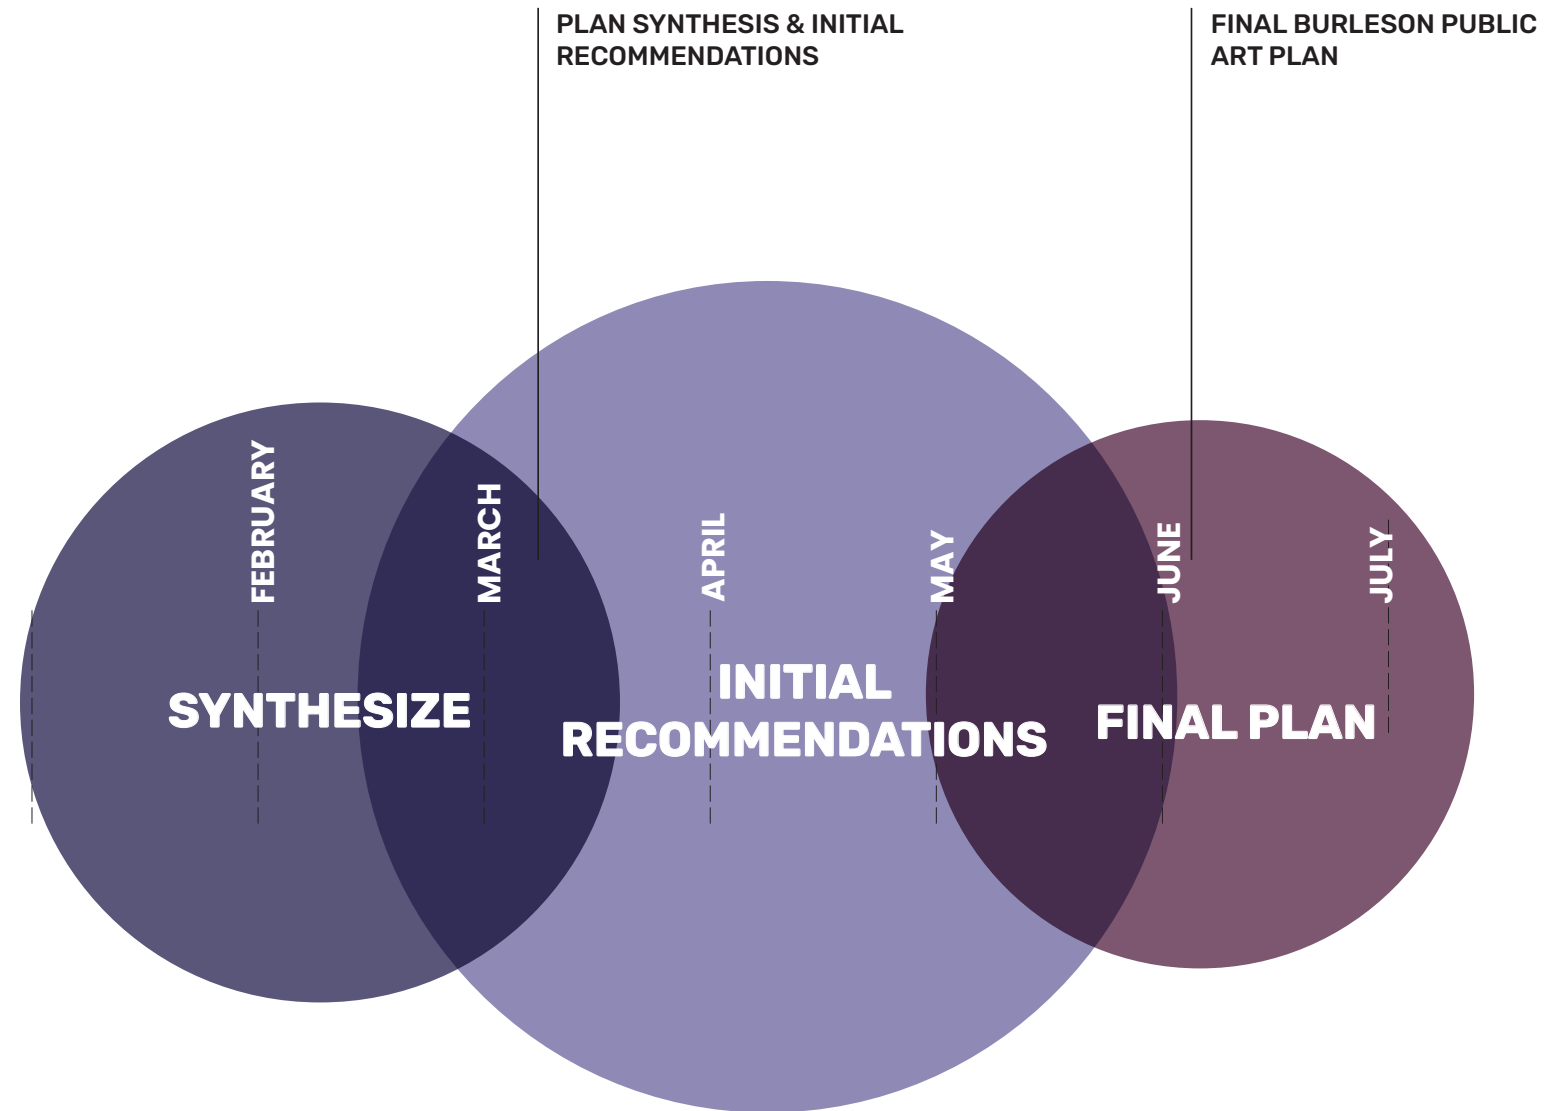 PLAN SYNTHESIS & INITIAL
RECOMMENDATIONS
FINAL BURLESON PUBLIC
ART PLAN
FEBRUARY
MARCH
APRIL
MAY
JUNE
JULY
SYNTHESIZE
INITIAL
RECOMMENDATIONS
FINAL PLAN